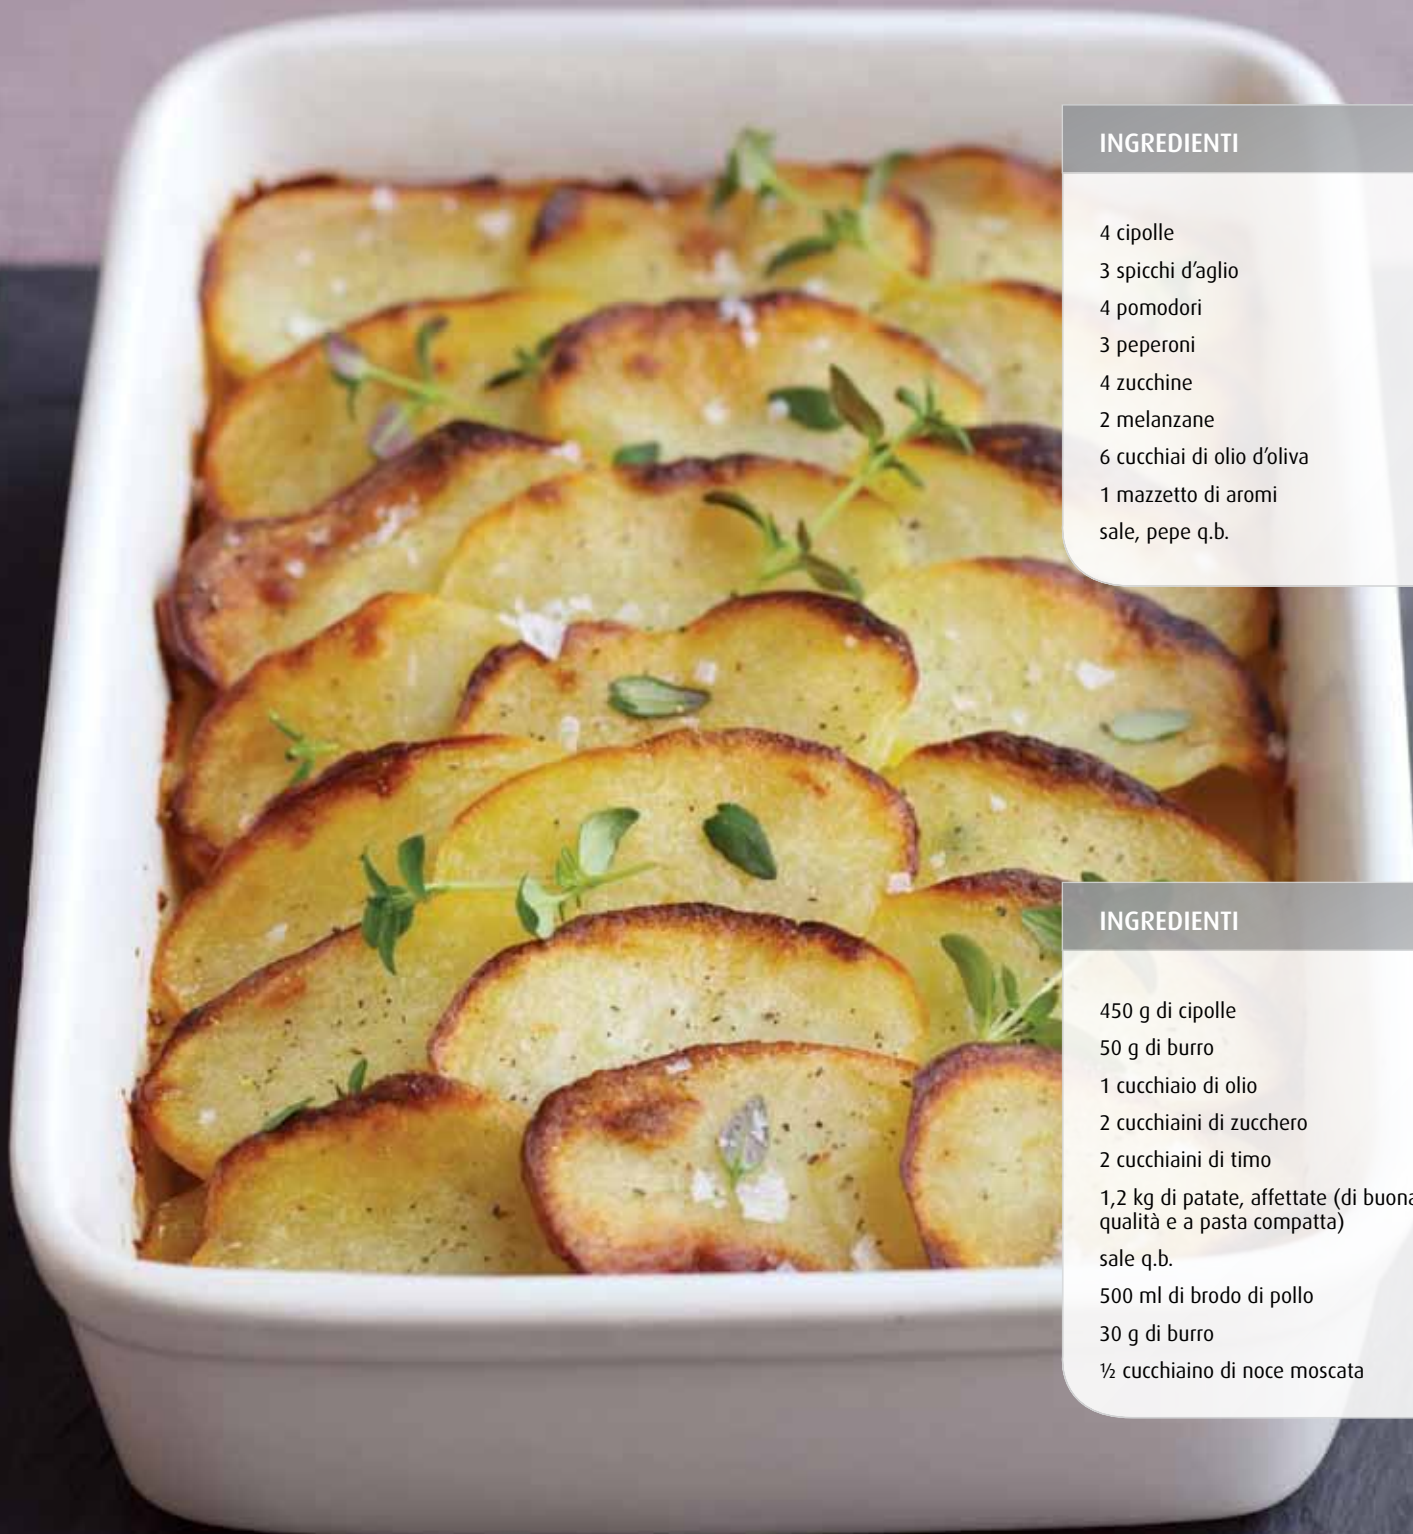 INGREDIENTI
4 cipolle
3 spicchi d’aglio
4 pomodori
3 peperoni
4 zucchine
2 melanzane
6 cucchiai di olio d’oliva
1 mazzetto di aromi
sale, pepe q.b.
INGREDIENTI
450 g di cipolle
50 g di burro
1 cucchiaio di olio
2 cucchiaini di zucchero
2 cucchiaini di timo
1,2 kg di patate, affettate (di buona
qualità e a pasta compatta)
sale q.b.
500 ml di brodo di pollo
30 g di burro
½ cucchiaino di noce moscata